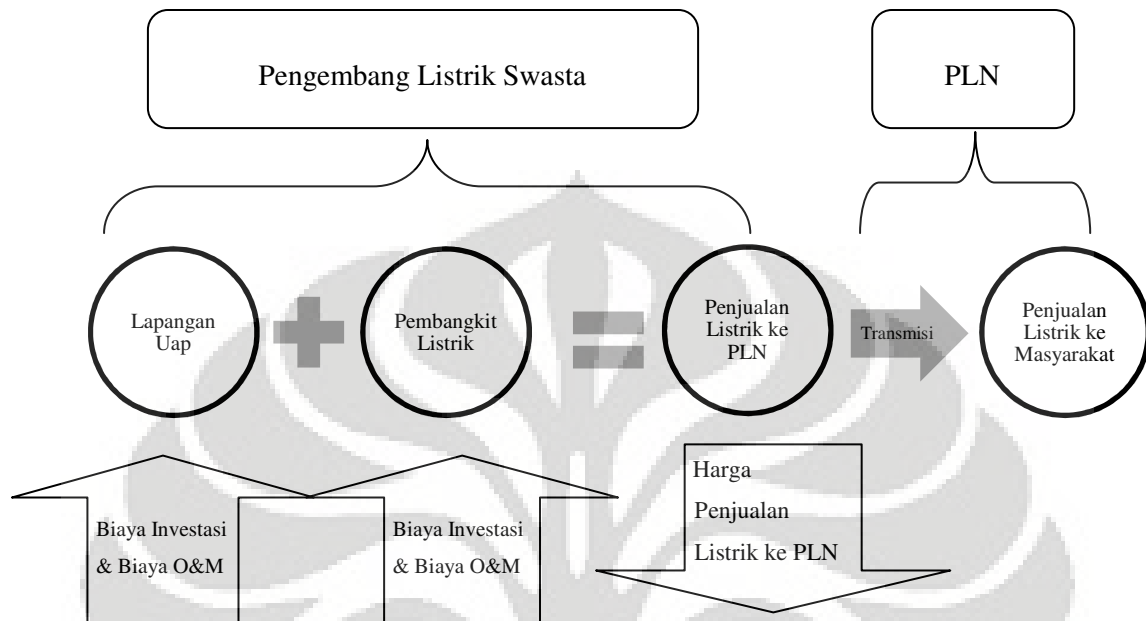 Pengembang Listrik Swasta
PLN
Lapangan
Uap
Pembangkit
Listrik
Penjualan
Listrik ke
PLN
Transmisi
Penjualan
Listrik ke
Masyarakat
Biaya Investasi
& Biaya O&M
Biaya Investasi
& Biaya O&M
Harga
Penjualan
Listrik ke PLN